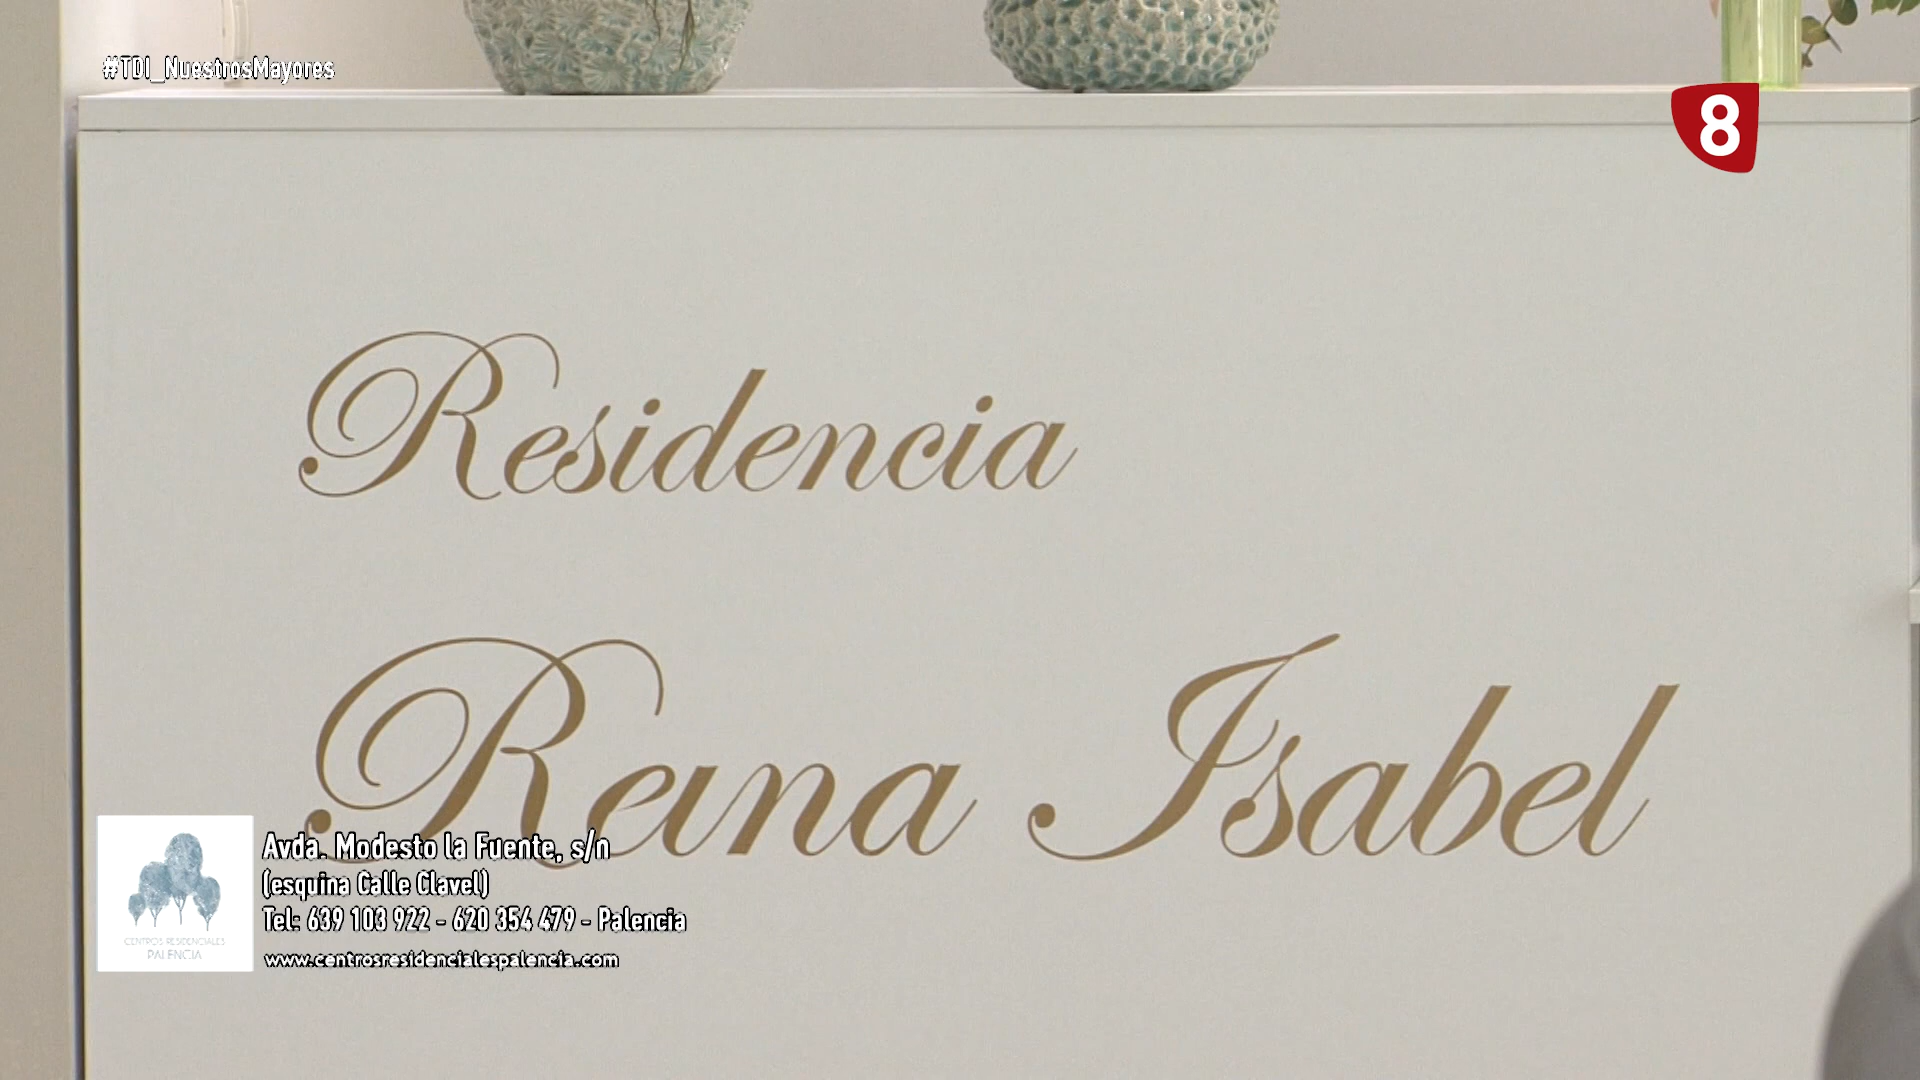 #TDI_NuestrosMayores
8
Residencia
Reina Isabel
Avda. Modesto la Fuente, s/n
(esquina Calle Clavel)
Tel: 639 103 922 - 620 354 479 - Palencia
www.centrosresidencialespalencia.com
CENTROS RESIDENCIALES
PALENCIA